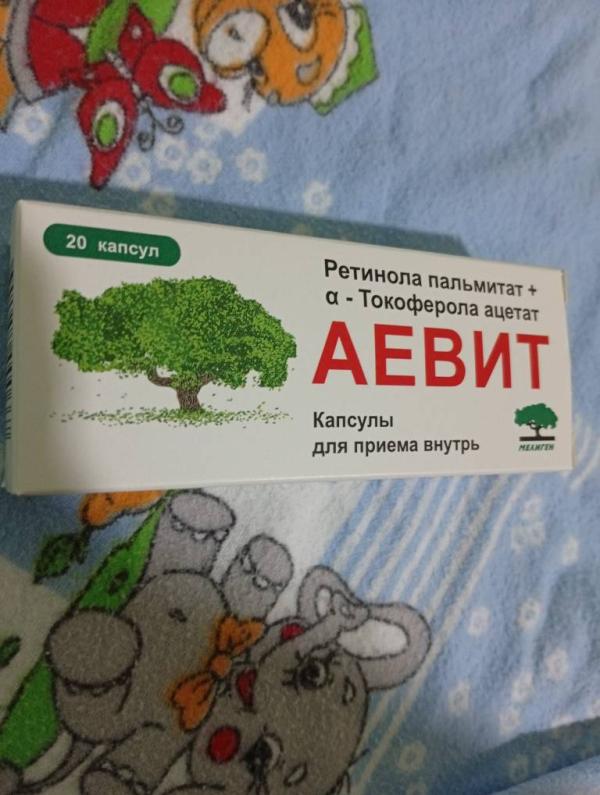 20 капсул
Ретинола пальмитат +
α - Токоферола ацетат
АЕВИТ
Капсулы
для приема внутрь
МЕЛИГЕН